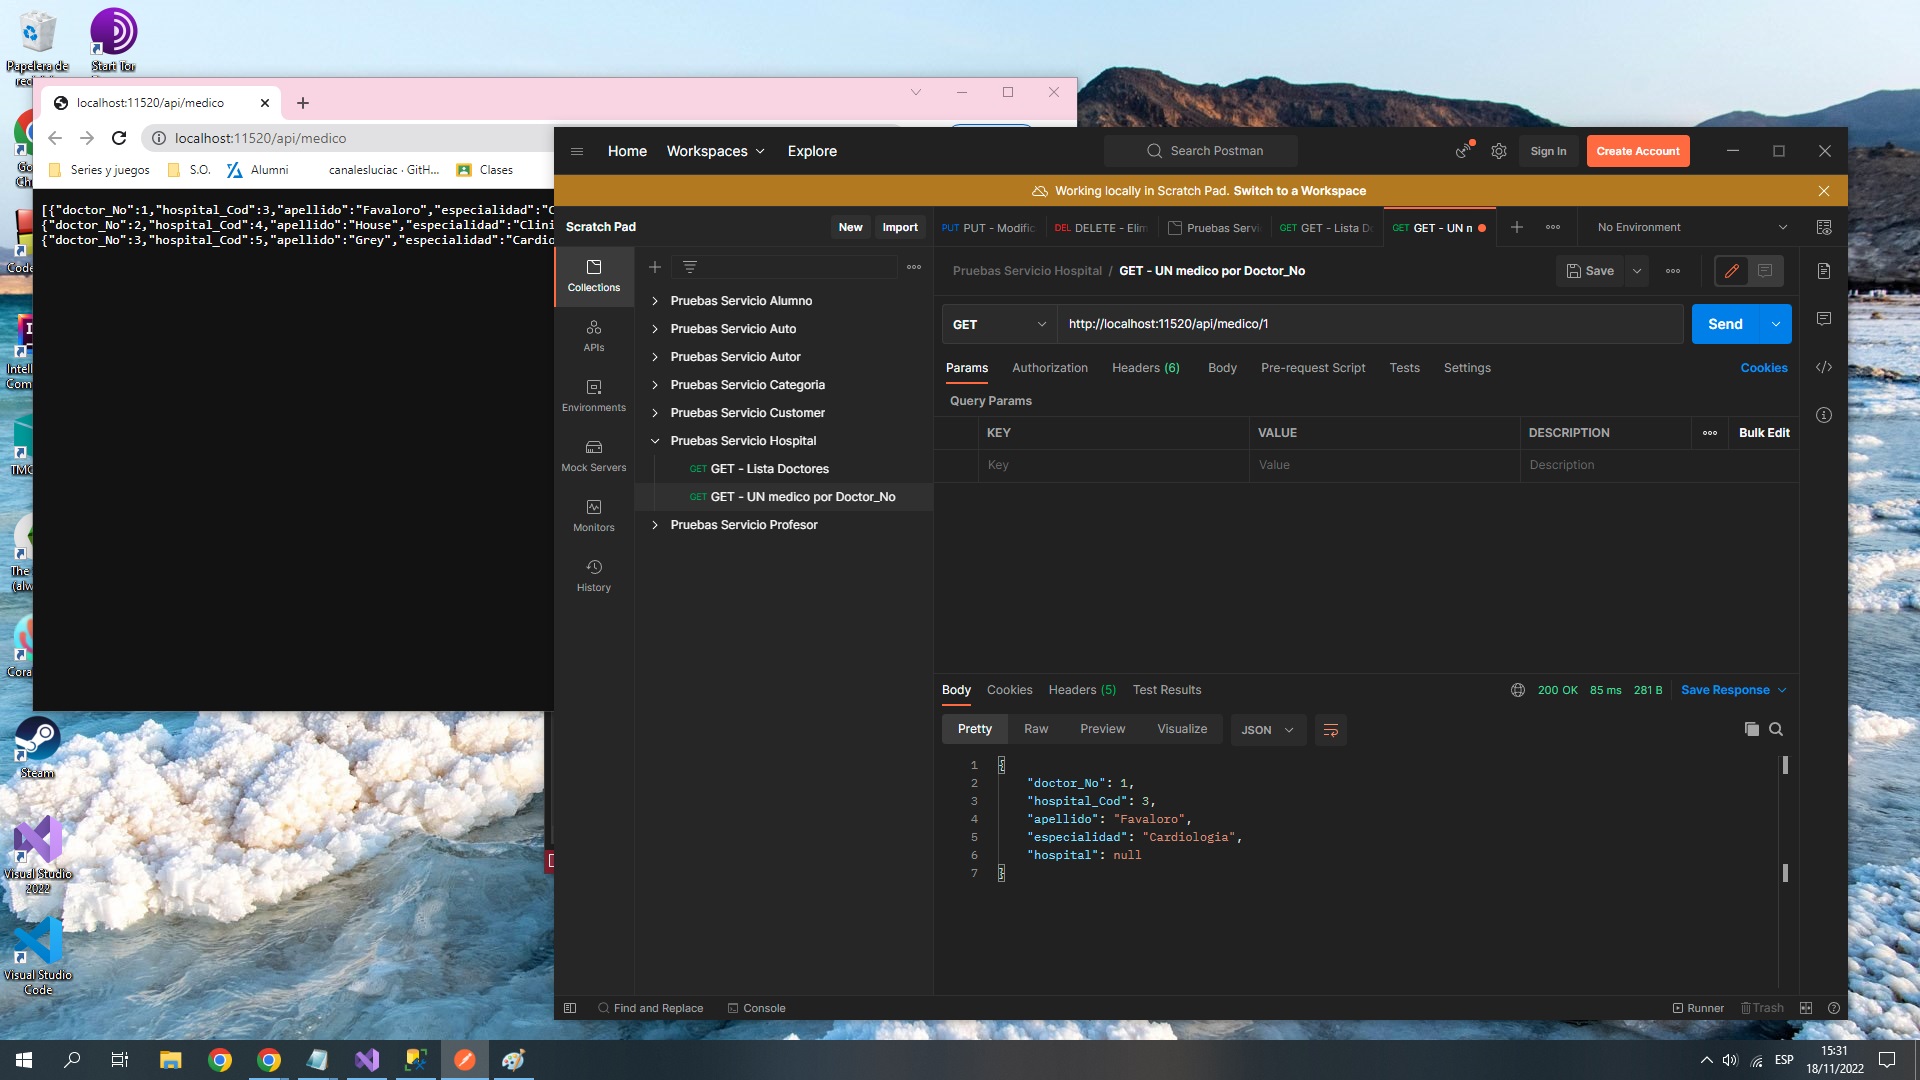 Papelera de
Start Tor
localhost:11520/api/medico
localhost:11520/api/medico
Series y juegos
S.O.
Alumni
canalesluciac · GitH...
Clases
[{"doctor_No":1,"hospital_Cod":3,"apellido":"Favaloro","especialidad":"C
{"doctor_No":2,"hospital_Cod":4,"apellido":"House","especialidad":"Clini
{"doctor_No":3,"hospital_Cod":5,"apellido":"Grey","especialidad":"Cardio
Steam
Visual Studio
2022
Visual Studio
Code
Home Workspaces Explore
Search Postman
Sign In
Create Account
Working locally in Scratch Pad. Switch to a Workspace
Scratch Pad
New
Import
PUT PUT - Modific
DEL DELETE - Elim
Pruebas Servi
GET GET - Lista D
GET GET - UN m
No Environment
Collections
APIs
Environments
Mock Servers
Monitors
History
Pruebas Servicio Alumno
Pruebas Servicio Auto
Pruebas Servicio Autor
Pruebas Servicio Categoria
Pruebas Servicio Customer
Pruebas Servicio Hospital
GET GET - Lista Doctores
GET GET - UN medico por Doctor_No
Pruebas Servicio Profesor
Pruebas Servicio Hospital / GET - UN medico por Doctor_No
Save
GET
http://localhost:11520/api/medico/1
Send
Params Authorization Headers (6) Body Pre-request Script Tests Settings
Cookies
Query Params
KEY VALUE DESCRIPTION
Bulk Edit
Key Value Description
Body Cookies Headers (5) Test Results
200 OK 85 ms 281 B
Save Response
Pretty Raw Preview Visualize JSON
1 {
2 "doctor_No": 1,
3 "hospital_Cod": 3,
4 "apellido": "Favaloro",
5 "especialidad": "Cardiologia",
6 "hospital": null
7 }
Find and Replace
Console
Runner
Trash
ESP
15:31
18/11/2022